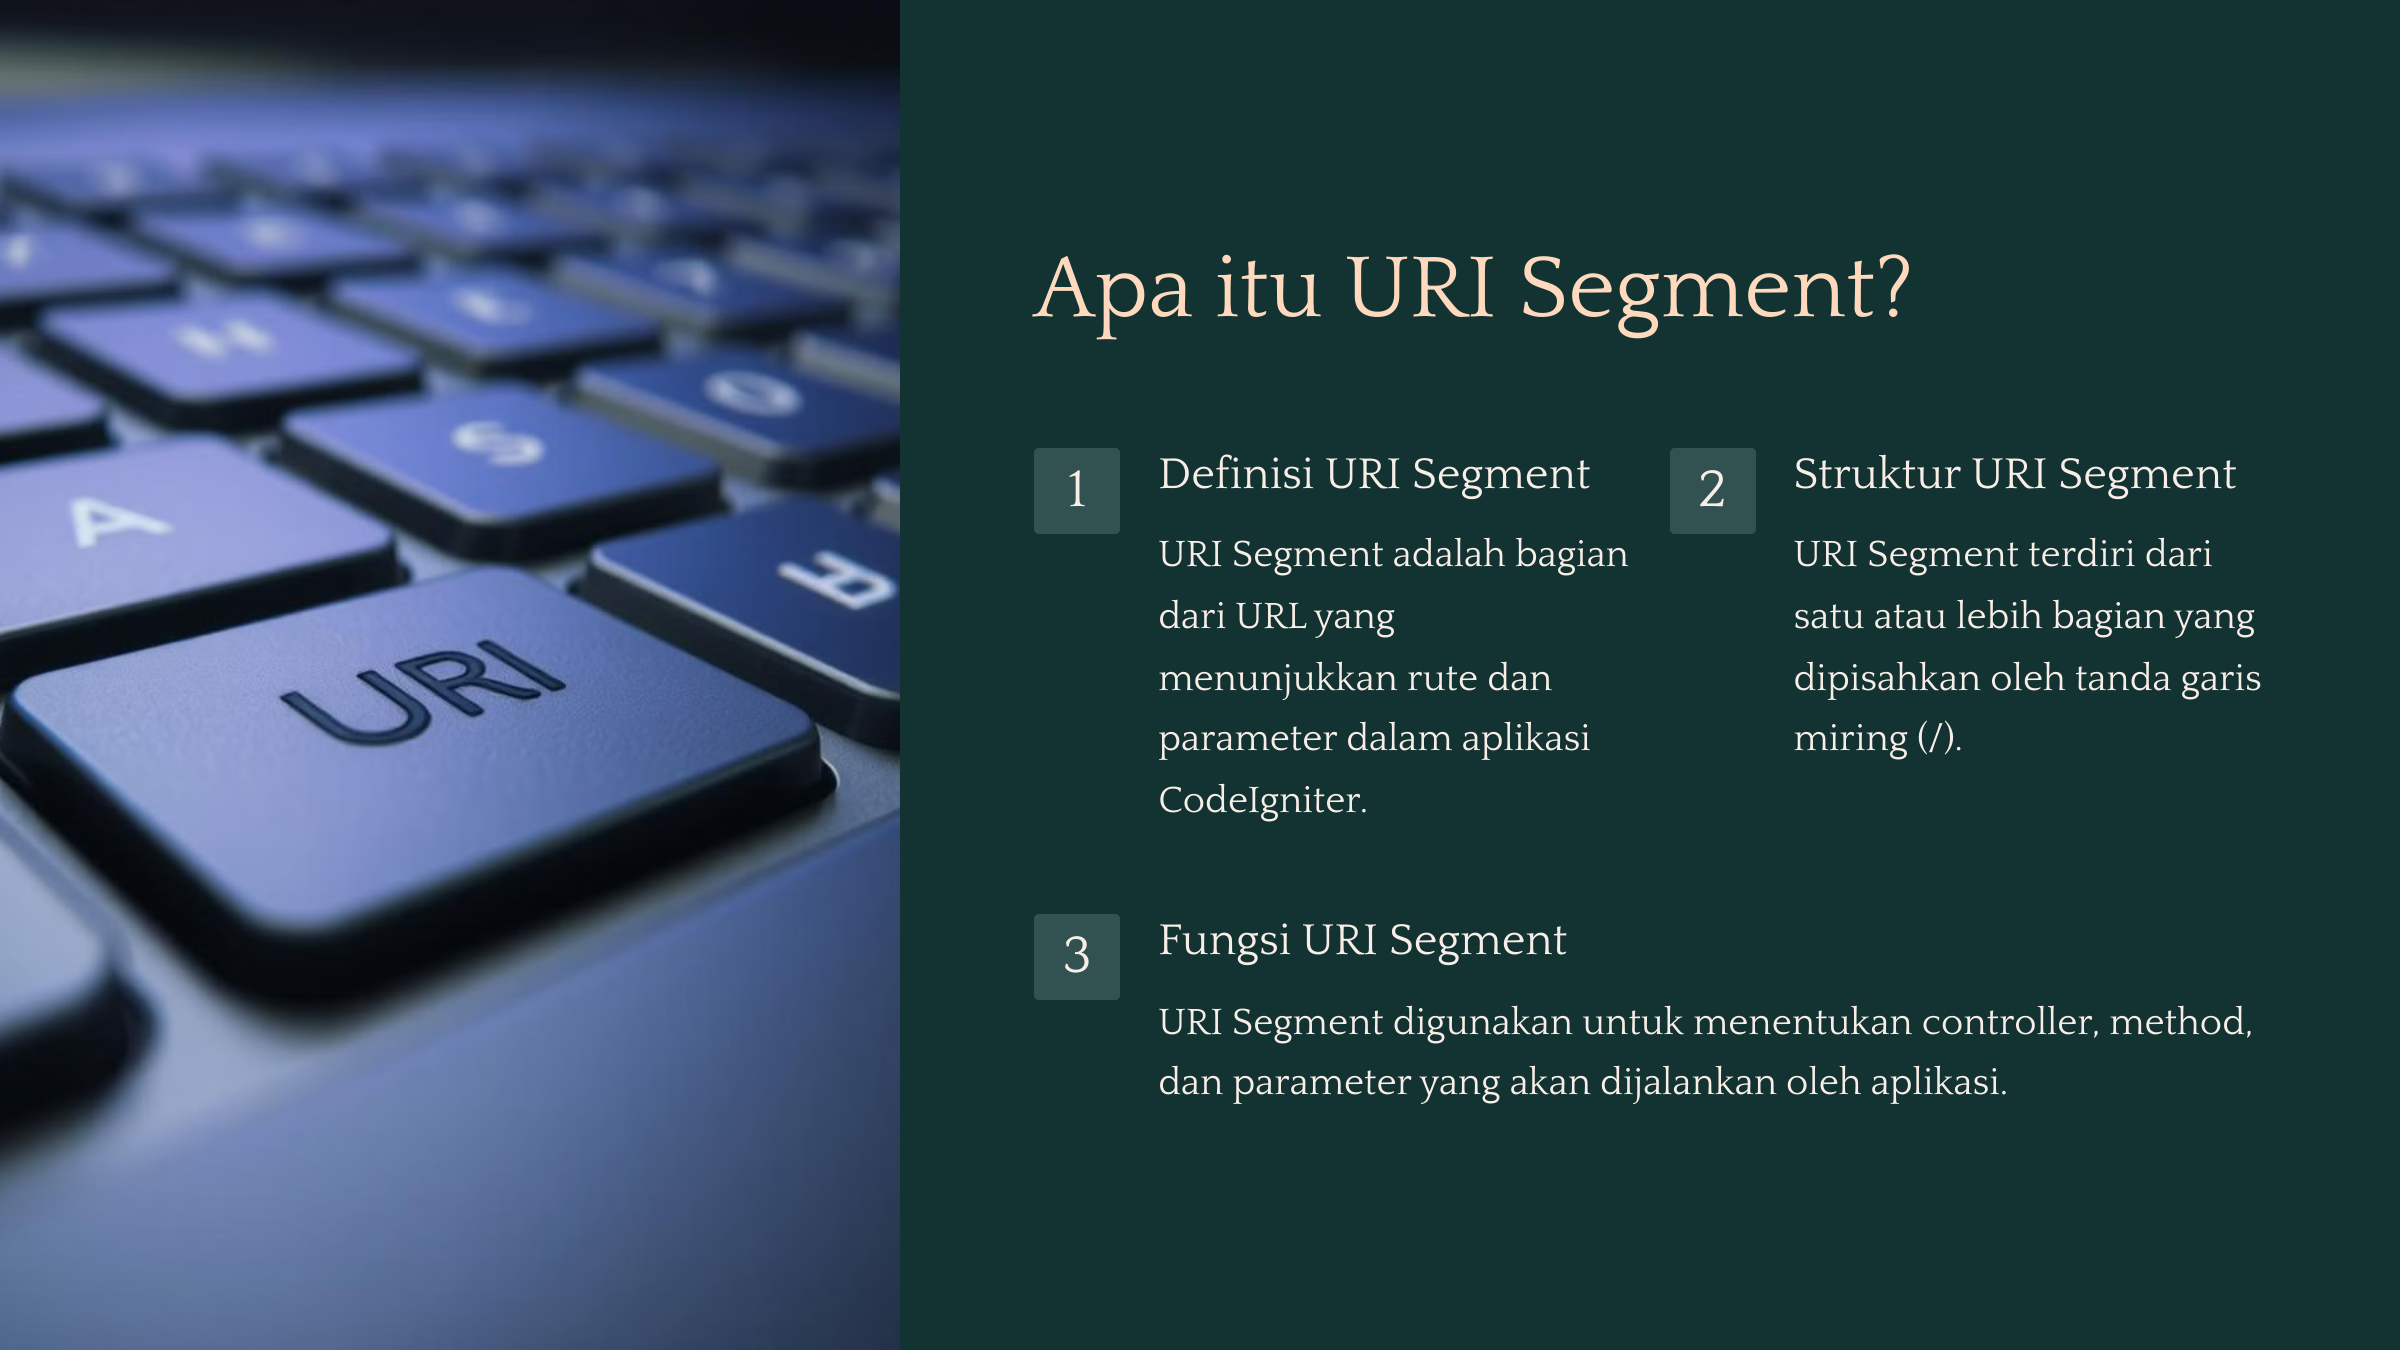 Apa itu URI Segment?
1
Definisi URI Segment
URI Segment adalah bagian
dari URL yang
menunjukkan rute dan
parameter dalam aplikasi
CodeIgniter.
2
Struktur URI Segment
URI Segment terdiri dari
satu atau lebih bagian yang
dipisahkan oleh tanda garis
miring (/).
3
Fungsi URI Segment
URI Segment digunakan untuk menentukan controller, method,
dan parameter yang akan dijalankan oleh aplikasi.
H
S
A
URI